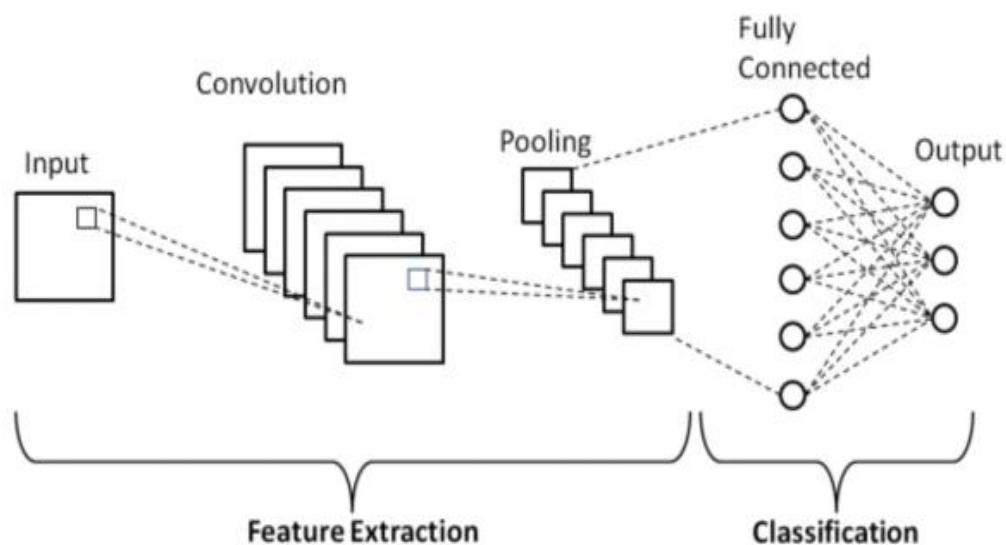 Fully
Connected
Convolution
Pooling
Output
Input
Feature Extraction
Classification